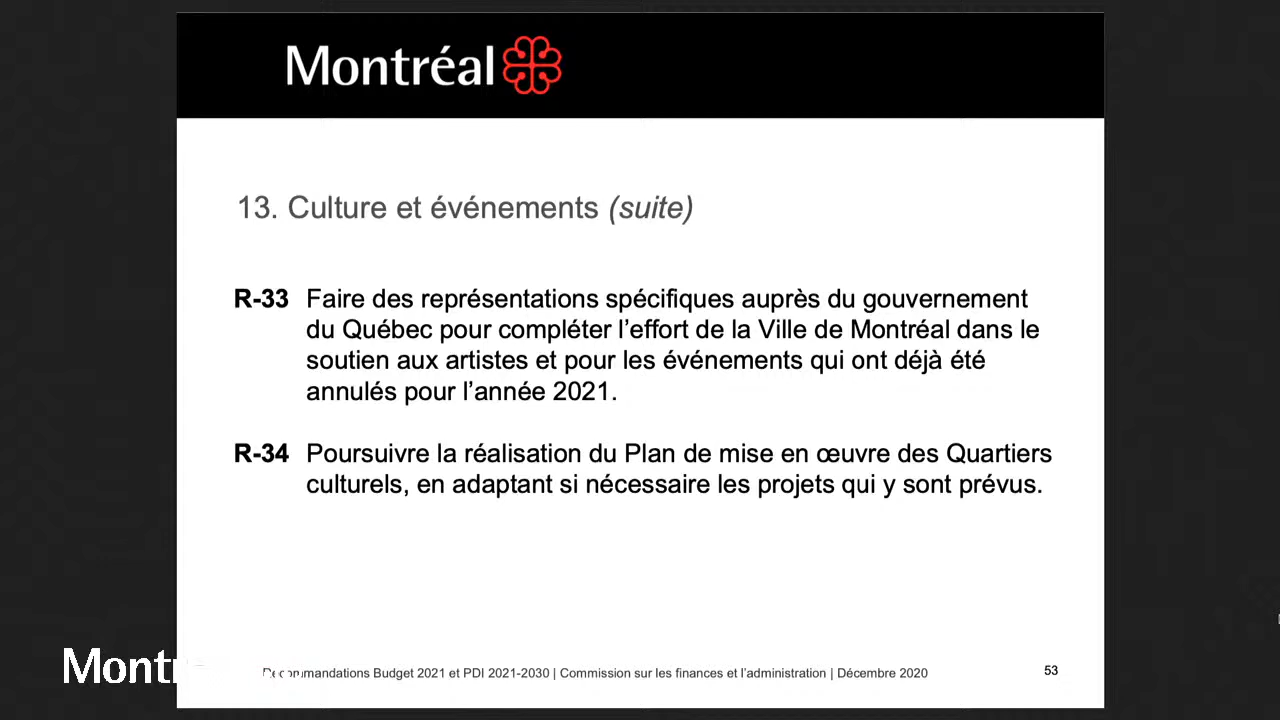 Montréal
13. Culture et événements (suite)
R-33 Faire des représentations spécifiques auprès du gouvernement
du Québec pour compléter l’effort de la Ville de Montréal dans le
soutien aux artistes et pour les événements qui ont déjà été
annulés pour l’année 2021.
R-34 Poursuivre la réalisation du Plan de mise en œuvre des Quartiers
culturels, en adaptant si nécessaire les projets qui y sont prévus.
Recommandations Budget 2021 et PDI 2021-2030 | Commission sur les finances et l’administration | Décembre 2020
53
Montr